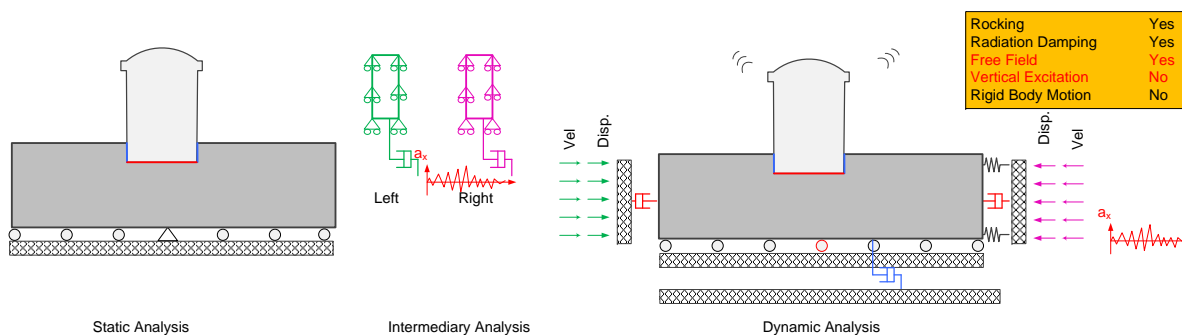 Rocking Yes
Radiation Damping Yes
Free Field Yes
Vertical Excitation No
Rigid Body Motion No
aₓ
Left Right
Vel Disp.
Disp. Vel
aₓ
Static Analysis Intermediary Analysis Dynamic Analysis